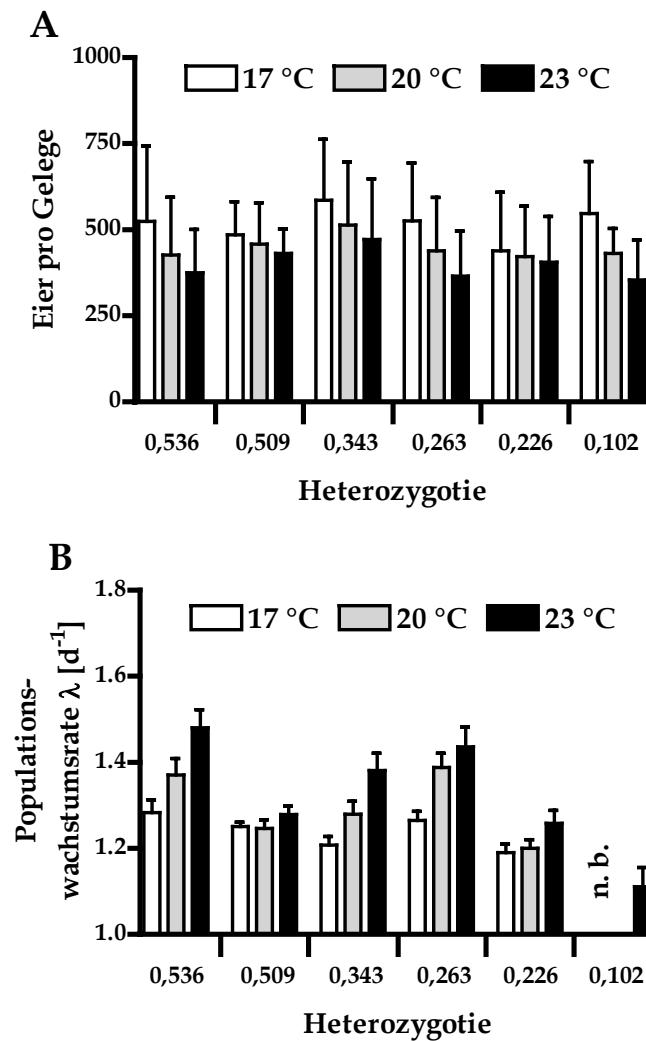 A
1000
750
500
250
0
Eier pro Gelege
17 °C 20 °C 23 °C
0,536 0,509 0,343 0,263 0,226 0,102
Heterozygotie
B
1.8
1.6
1.4
1.2
1.0
Populations-
wachstumsrate λ [d⁻¹]
17 °C 20 °C 23 °C
n. b.
0,536 0,509 0,343 0,263 0,226 0,102
Heterozygotie